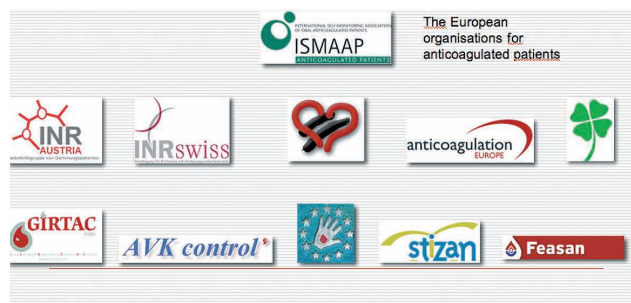 INTERNATIONAL SELF-MONITORING ASSOCIATION
OF ORAL ANTICOAGULATED PATIENTS
ISMAAP
ANTICOAGULATED PATIENTS
The European
organisations for
anticoagulated patients
INR
AUSTRIA
INRswiss
anticoagulation
EUROPE
GIRTAC
AVK control
stizan
Feasan